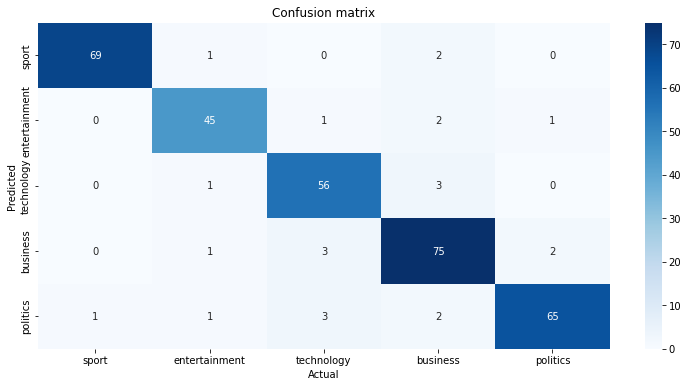 Confusion matrix
Predicted
sport 69 1 0 2 0
entertainment 0 45 1 2 1
technology 0 1 56 3 0
business 0 1 3 75 2
politics 1 1 3 2 65
sport entertainment technology business politics
Actual
70
60
50
40
30
20
10
0